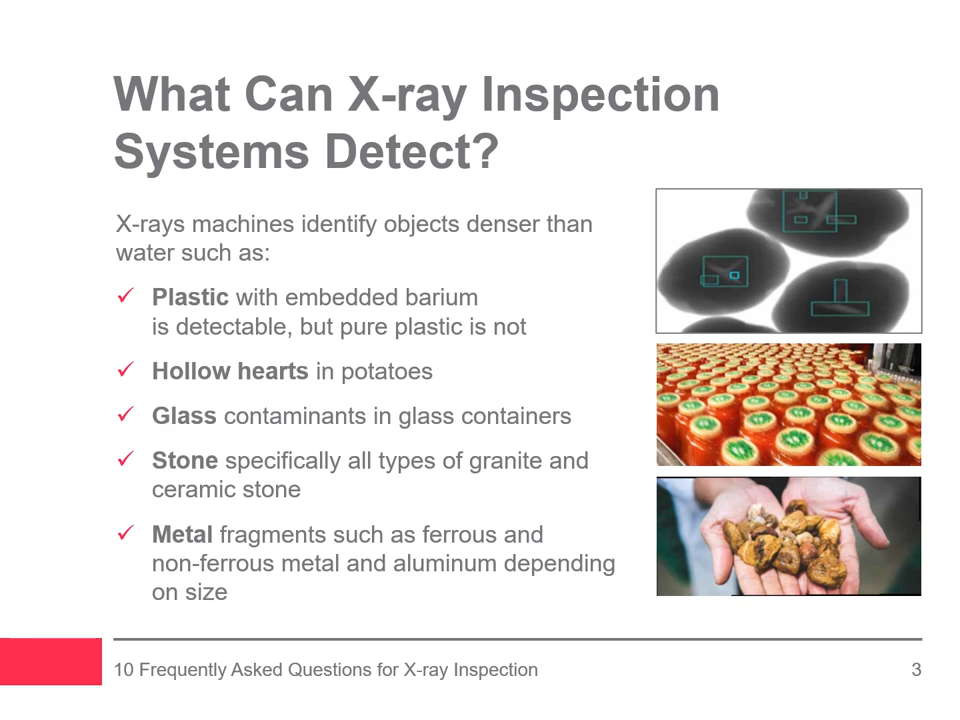 What Can X-ray Inspection
Systems Detect?
X-rays machines identify objects denser than
water such as:
✓ Plastic with embedded barium
is detectable, but pure plastic is not
✓ Hollow hearts in potatoes
✓ Glass contaminants in glass containers
✓ Stone specifically all types of granite and
ceramic stone
✓ Metal fragments such as ferrous and
non-ferrous metal and aluminum depending
on size
10 Frequently Asked Questions for X-ray Inspection
3